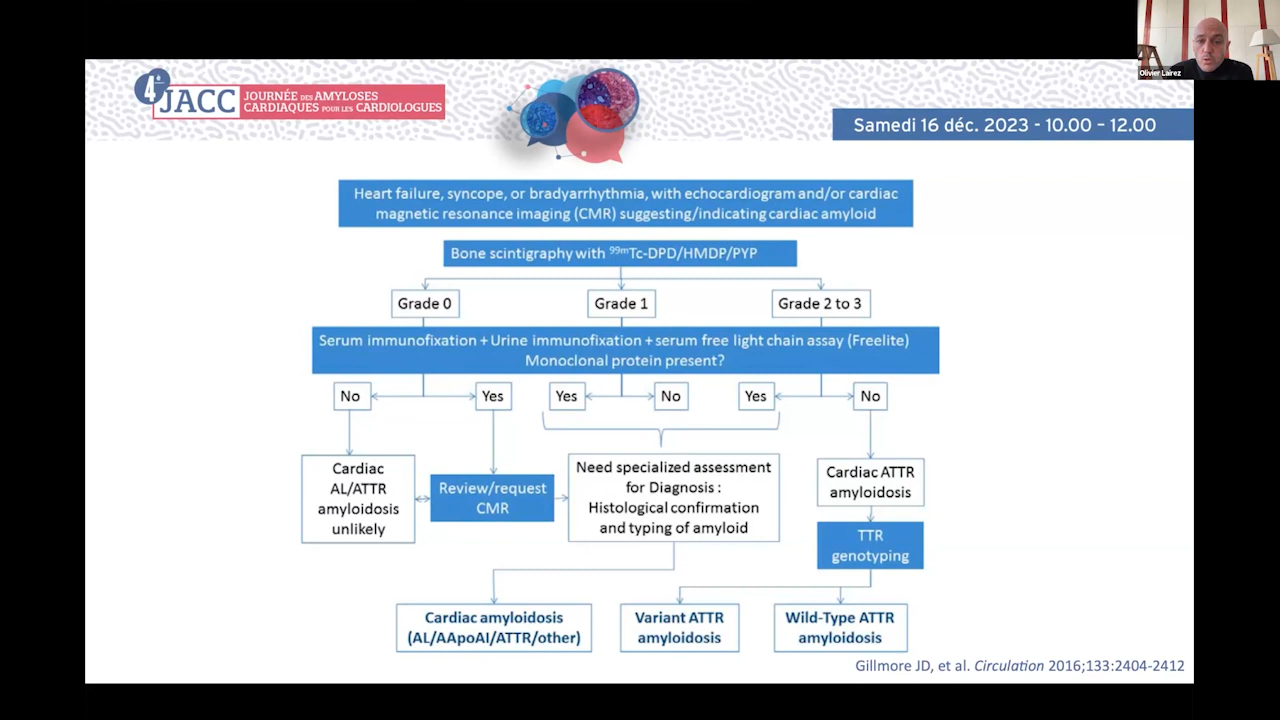 Olivier Lairez
4e
JACC
JOURNÉE DES AMYLOSES
CARDIAQUES POUR LES CARDIOLOGUES
Samedi 16 déc. 2023 - 10.00 – 12.00
Heart failure, syncope, or bradyarrhythmia, with echocardiogram and/or cardiac
magnetic resonance imaging (CMR) suggesting/indicating cardiac amyloid
Bone scintigraphy with 99mTc-DPD/HMDP/PYP
Grade 0
Grade 1
Grade 2 to 3
Serum immunofixation + Urine immunofixation + serum free light chain assay (Freelite)
Monoclonal protein present?
No
Yes
Yes
No
Yes
No
Cardiac
AL/ATTR
amyloidosis
unlikely
Review/request
CMR
Need specialized assessment
for Diagnosis :
Histological confirmation
and typing of amyloid
Cardiac ATTR
amyloidosis
TTR
genotyping
Cardiac amyloidosis
(AL/AApoAI/ATTR/other)
Variant ATTR
amyloidosis
Wild-Type ATTR
amyloidosis
Gillmore JD, et al. Circulation 2016;133:2404-2412